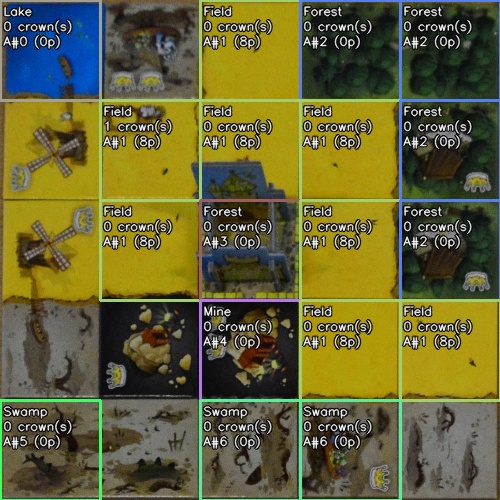 Lake
0 crown(s)
A#0 (0p)
Field
0 crown(s)
A#1 (8p)
Forest
0 crown(s)
A#2 (0p)
Forest
0 crown(s)
A#2 (0p)
Field
1 crown(s)
A#1 (8p)
Field
0 crown(s)
A#1 (8p)
Field
0 crown(s)
A#1 (8p)
Forest
0 crown(s)
A#2 (0p)
Field
0 crown(s)
A#1 (8p)
Forest
0 crown(s)
A#3 (0p)
Field
0 crown(s)
A#1 (8p)
Forest
0 crown(s)
A#2 (0p)
Mine
0 crown(s)
A#4 (0p)
Field
0 crown(s)
A#1 (8p)
Field
0 crown(s)
A#1 (8p)
Swamp
0 crown(s)
A#5 (0p)
Swamp
0 crown(s)
A#6 (0p)
Swamp
0 crown(s)
A#6 (0p)